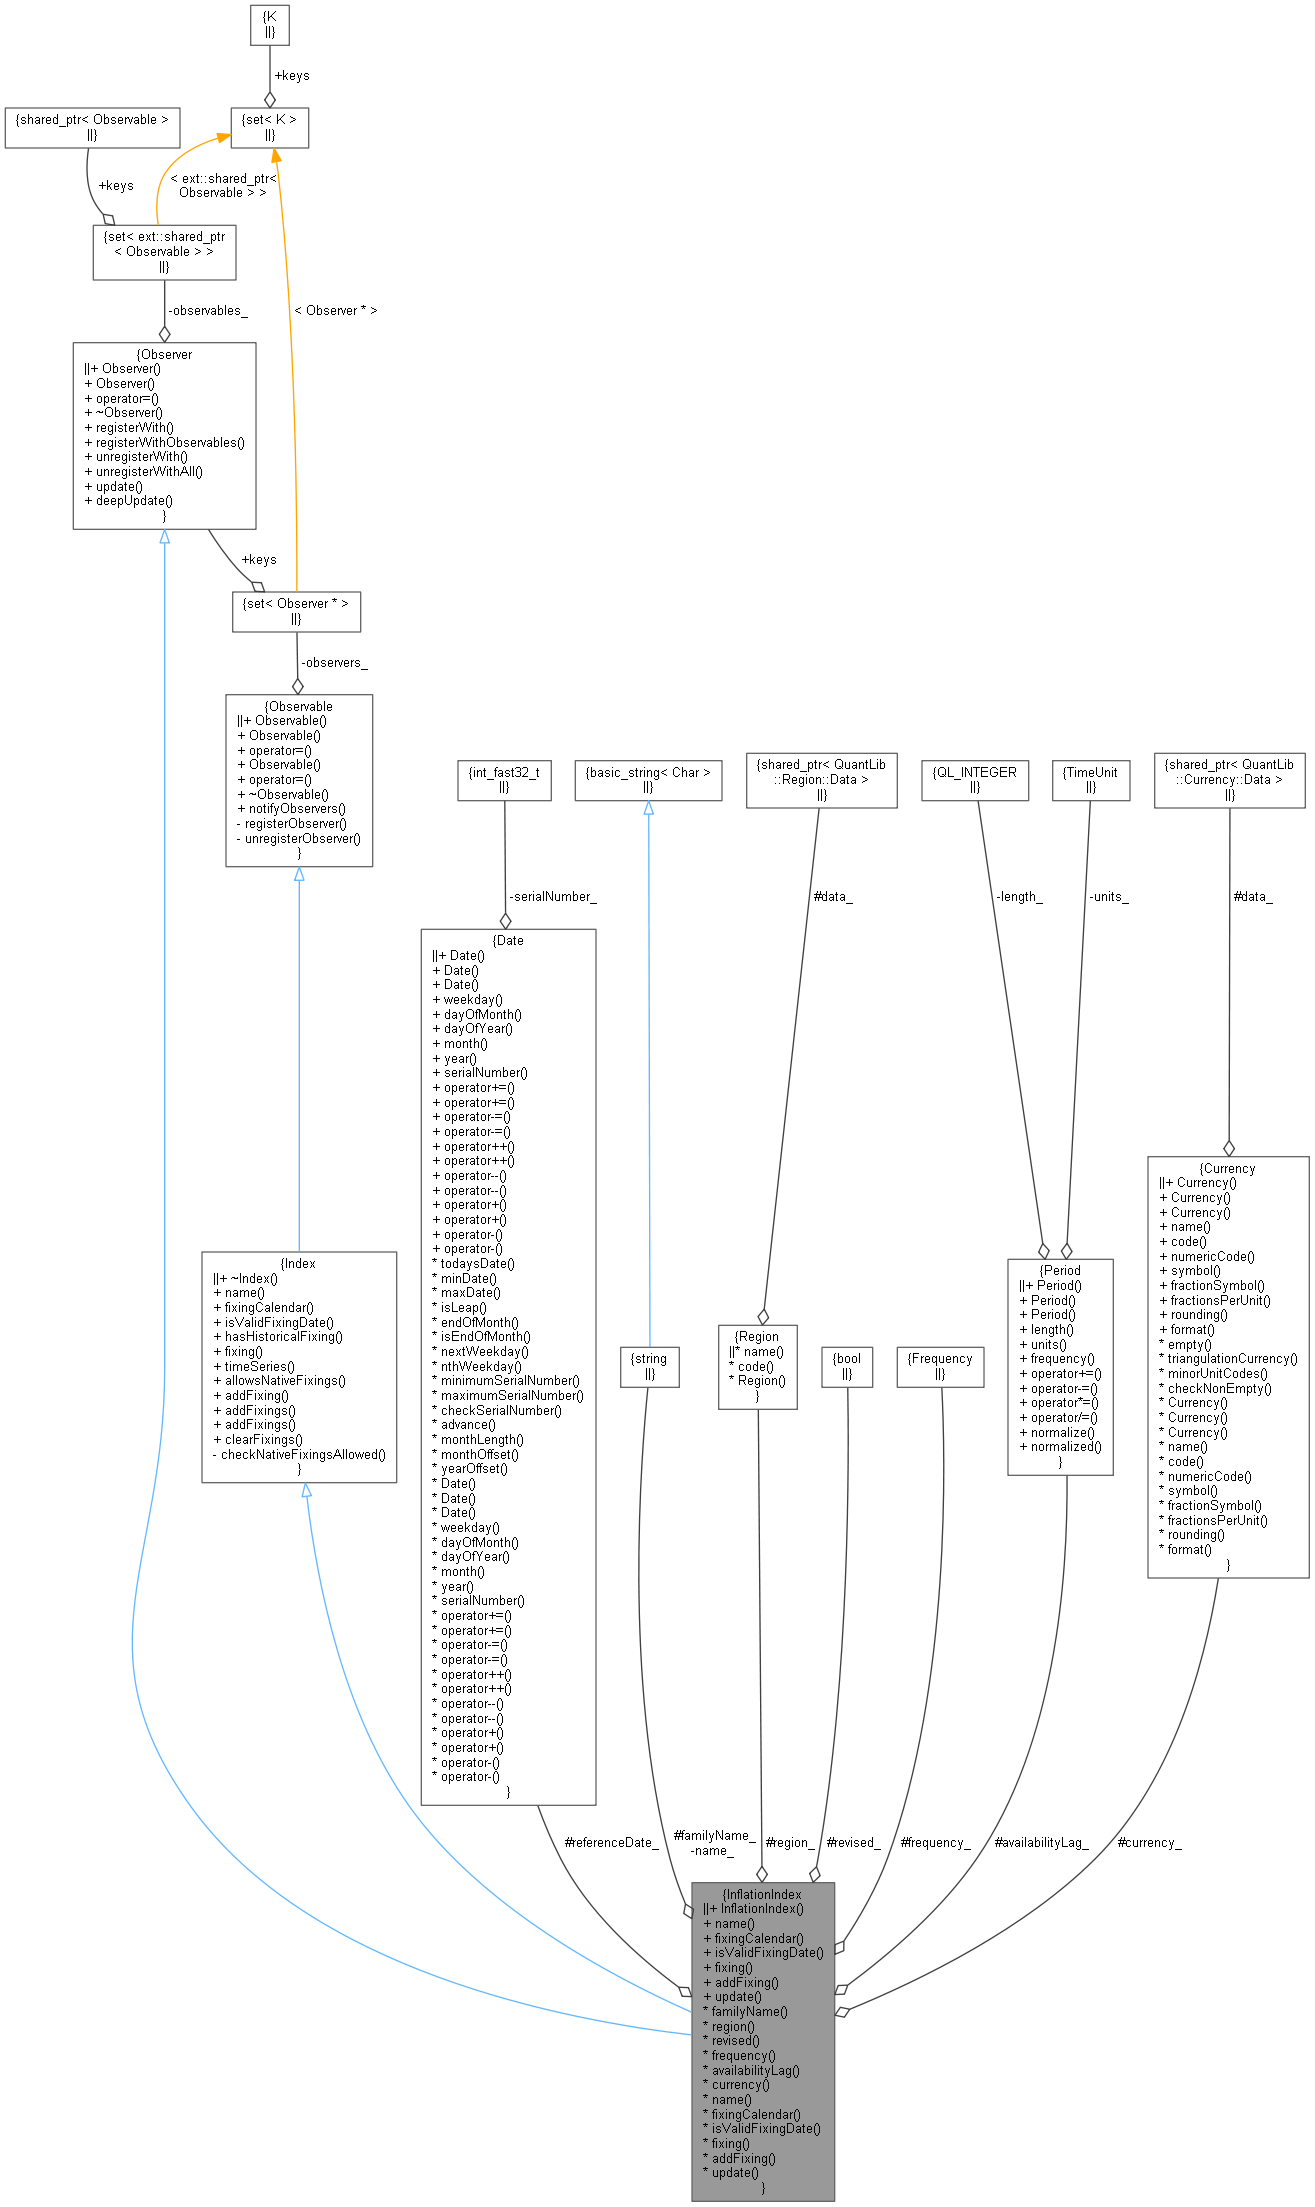 {K
||}
+keys
{shared_ptr< Observable >
||}
{set< K >
||}
+keys
< ext::shared_ptr<
Observable > >
{set< ext::shared_ptr
< Observable > >
||}
-observables_
< Observer * >
{Observer
||+ Observer()
+ Observer()
+ operator=()
+ ~Observer()
+ registerWith()
+ registerWithObservables()
+ unregisterWith()
+ unregisterWithAll()
+ update()
+ deepUpdate()
}
+keys
{set< Observer * >
||}
-observers_
{Observable
||+ Observable()
+ Observable()
+ operator=()
+ Observable()
+ operator=()
+ ~Observable()
+ notifyObservers()
- registerObserver()
- unregisterObserver()
}
{int_fast32_t
||}
{basic_string< Char >
||}
{shared_ptr< QuantLib
::Region::Data >
||}
{QL_INTEGER
||}
{TimeUnit
||}
{shared_ptr< QuantLib
::Currency::Data >
||}
-serialNumber_
#data_
-length_
-units_
#data_
{Date
||+ Date()
+ Date()
+ Date()
+ weekday()
+ dayOfMonth()
+ dayOfYear()
+ month()
+ year()
+ serialNumber()
+ operator+=()
+ operator+=()
+ operator-=()
+ operator-=()
+ operator++()
+ operator++()
+ operator--()
+ operator--()
+ operator+()
+ operator+()
+ operator-()
+ operator-()
* todaysDate()
* minDate()
* maxDate()
* isLeap()
* endOfMonth()
* isEndOfMonth()
* nextWeekday()
* nthWeekday()
* minimumSerialNumber()
* maximumSerialNumber()
* checkSerialNumber()
* advance()
* monthLength()
* monthOffset()
* yearOffset()
* Date()
* Date()
* Date()
* weekday()
* dayOfMonth()
* dayOfYear()
* month()
* year()
* serialNumber()
* operator+=()
* operator+=()
* operator-=()
* operator-=()
* operator++()
* operator++()
* operator--()
* operator--()
* operator+()
* operator+()
* operator-()
* operator-()
}
{Currency
||+ Currency()
+ Currency()
+ Currency()
+ name()
+ code()
+ numericCode()
+ symbol()
+ fractionSymbol()
+ fractionsPerUnit()
+ rounding()
+ format()
* empty()
* triangulationCurrency()
* minorUnitCodes()
* checkNonEmpty()
* Currency()
* Currency()
* Currency()
* name()
* code()
* numericCode()
* symbol()
* fractionSymbol()
* fractionsPerUnit()
* rounding()
* format()
}
{Index
||+ ~Index()
+ name()
+ fixingCalendar()
+ isValidFixingDate()
+ hasHistoricalFixing()
+ fixing()
+ timeSeries()
+ allowsNativeFixings()
+ addFixing()
+ addFixings()
+ addFixings()
+ clearFixings()
- checkNativeFixingsAllowed()
}
{Period
||+ Period()
+ Period()
+ Period()
+ length()
+ units()
+ frequency()
+ operator+=()
+ operator-=()
+ operator*=()
+ operator/=()
+ normalize()
+ normalized()
}
{Region
||* name()
* code()
* Region()
}
{string
||}
{bool
||}
{Frequency
||}
#referenceDate_
#familyName_
-name_
#region_
#revised_
#frequency_
#availabilityLag_
#currency_
{InflationIndex
||+ InflationIndex()
+ name()
+ fixingCalendar()
+ isValidFixingDate()
+ fixing()
+ addFixing()
+ update()
* familyName()
* region()
* revised()
* frequency()
* availabilityLag()
* currency()
* name()
* fixingCalendar()
* isValidFixingDate()
* fixing()
* addFixing()
* update()
}